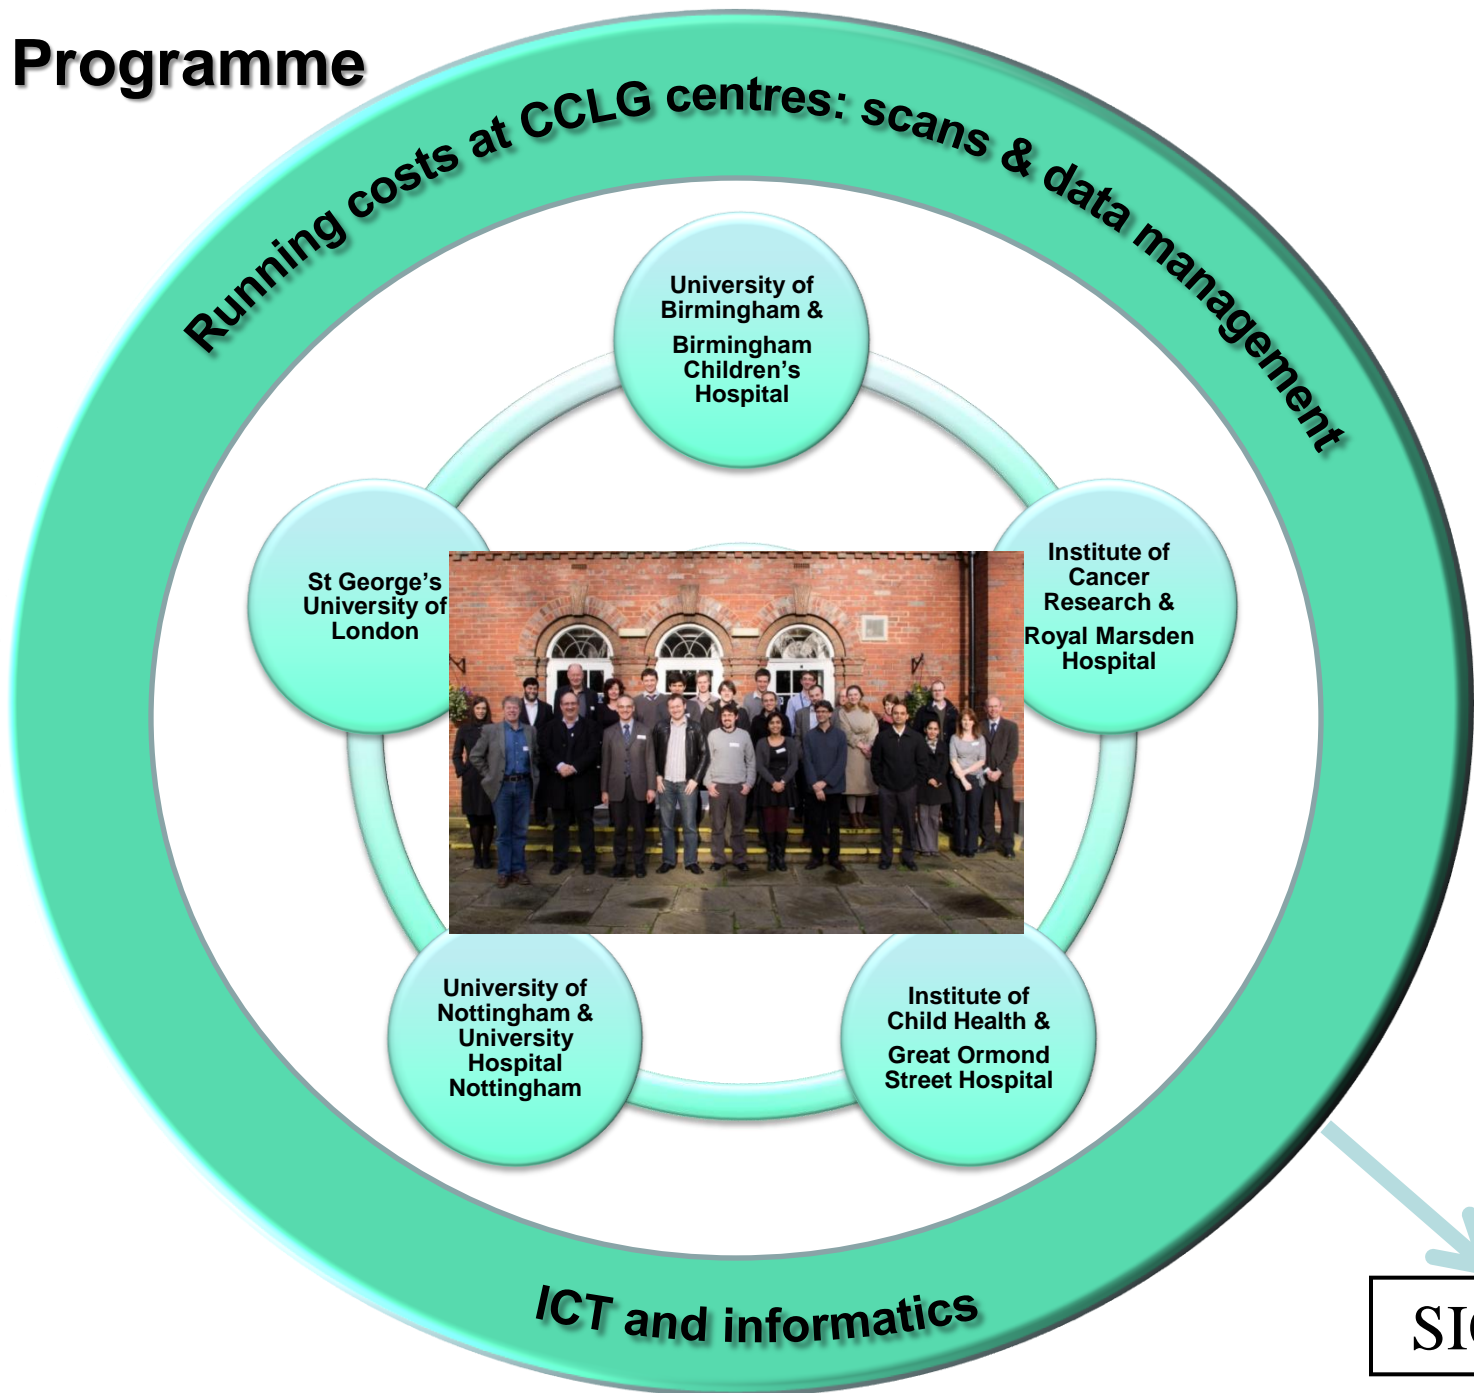 Programme
Running costs at CCLG centres: scans & data management
University of
Birmingham &
Birmingham
Children’s
Hospital
St George’s
University of
London
Institute of
Cancer
Research &
Royal Marsden
Hospital
University of
Nottingham &
University
Hospital
Nottingham
Institute of
Child Health &
Great Ormond
Street Hospital
ICT and informatics